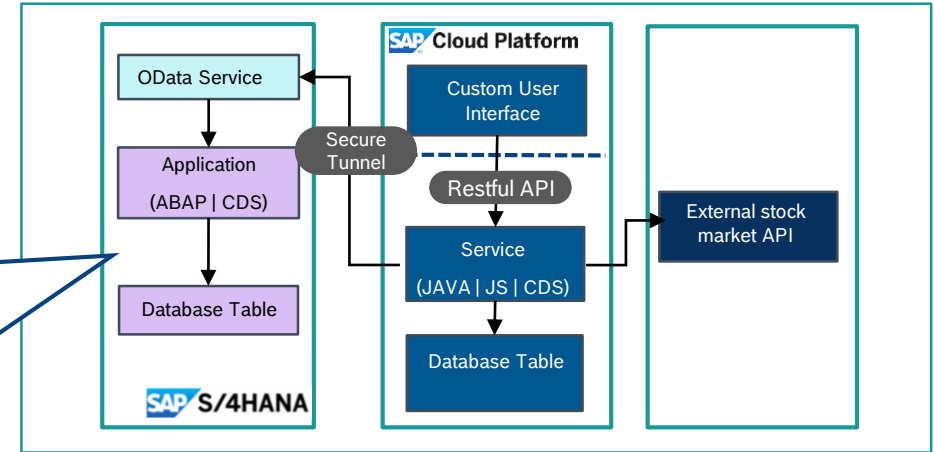 OData Service
Application
(ABAP | CDS)
Database Table
SAP S/4HANA
Secure
Tunnel
SAP Cloud Platform
Custom User
Interface
Restful API
Service
(JAVA | JS | CDS)
Database Table
External stock
market API